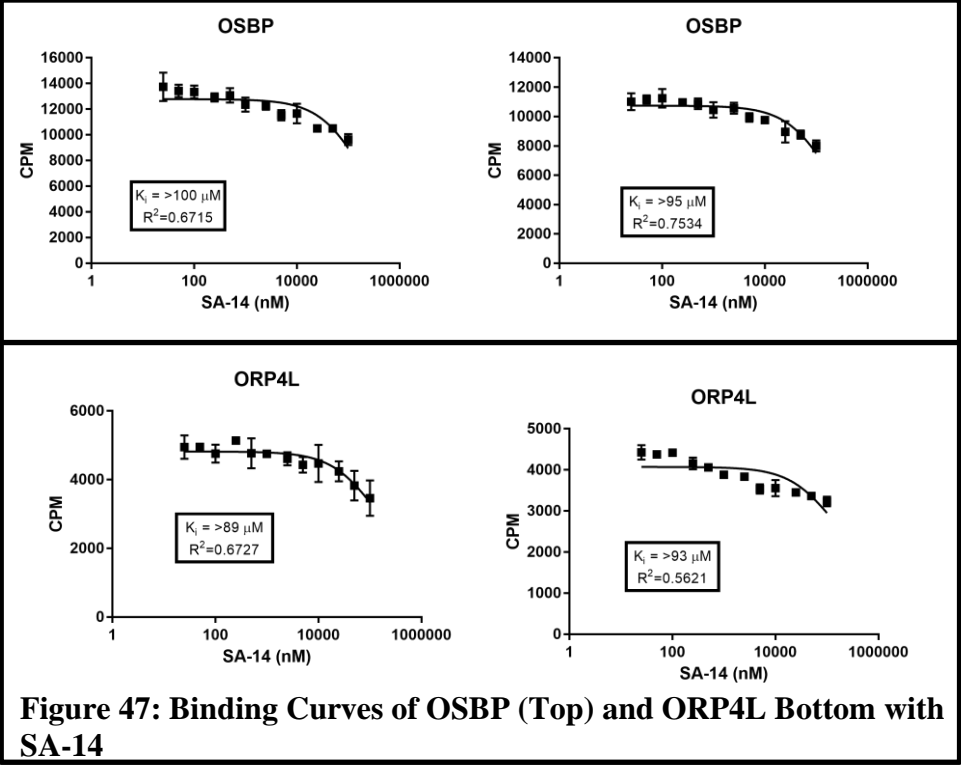 OSBP
16000
14000
12000
10000
8000
6000
4000
2000
0
CPM
Kᵢ = >100 μM
R²=0.6715
1 100 10000 1000000
SA-14 (nM)
OSBP
14000
12000
10000
8000
6000
4000
2000
0
CPM
Kᵢ = >95 μM
R²=0.7534
1 100 10000 1000000
SA-14 (nM)
ORP4L
6000
4000
2000
0
CPM
Kᵢ = >89 μM
R²=0.6727
1 100 10000 1000000
SA-14 (nM)
ORP4L
5000
4000
3000
2000
1000
0
CPM
Kᵢ = >93 μM
R²=0.5621
1 100 10000 1000000
SA-14 (nM)
Figure 47: Binding Curves of OSBP (Top) and ORP4L Bottom with
SA-14